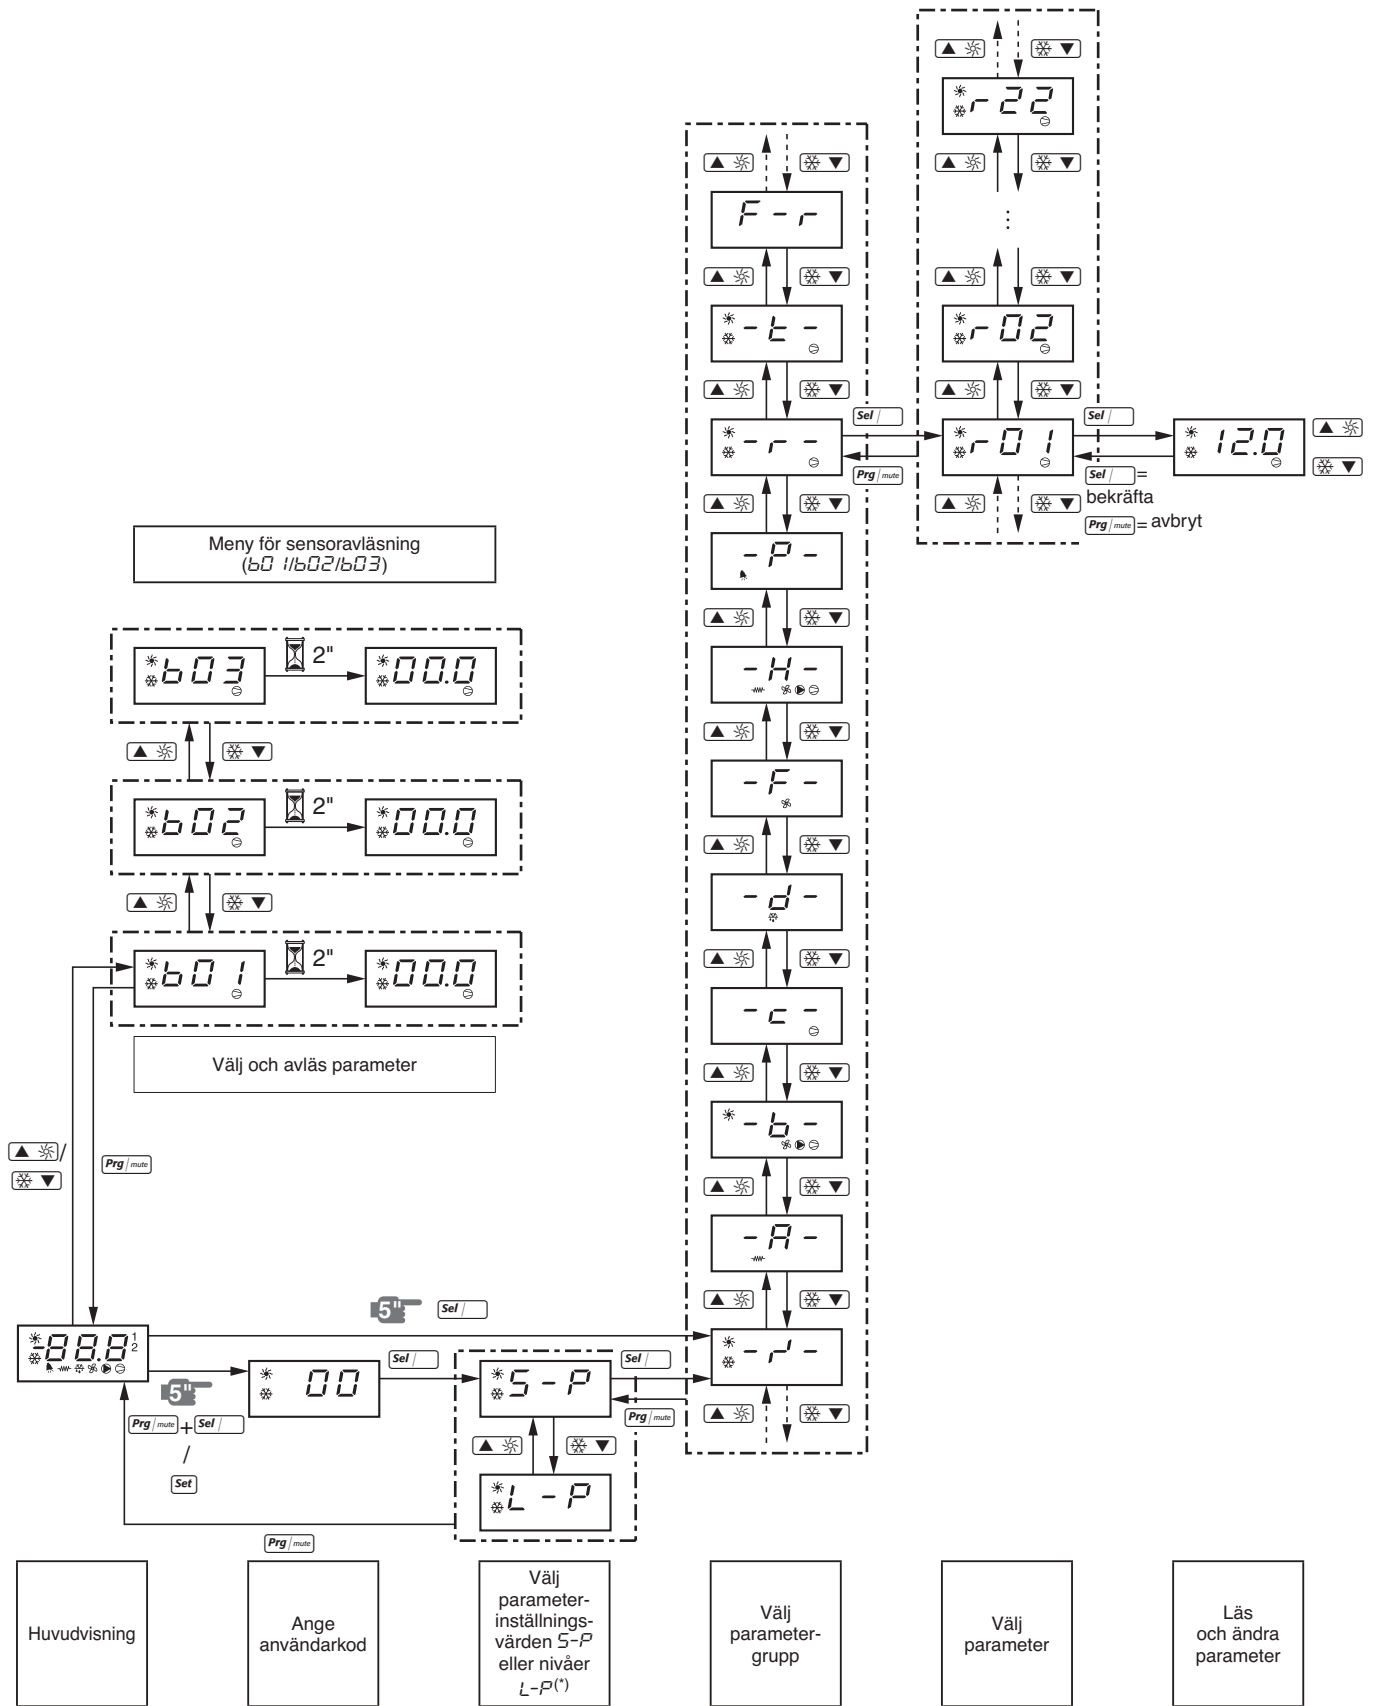 r22
F-r
-t-
r02
Sel
Sel
-r-
r01
12.0
Prg/mute
Sel =
bekräfta
Prg/mute = avbryt
-P-
Meny för sensoravläsning
(b01/b02/b03)
-H-
b03
2"
00.0
-F-
b02
2"
00.0
-d-
b01
2"
00.0
-c-
Välj och avläs parameter
-b-
/
Prg/mute
-A-
5"
Sel
-88.8 1 2
00
Sel
S-P
Sel
-/-
5"
Prg/mute
Prg/mute + Sel
/
Set
L-P
Prg/mute
Huvudvisning
Ange
användarkod
Välj
parameter-
inställnings-
värden S-P
eller nivåer
L-P(*)
Välj
parameter-
grupp
Välj
parameter
Läs
och ändra
parameter